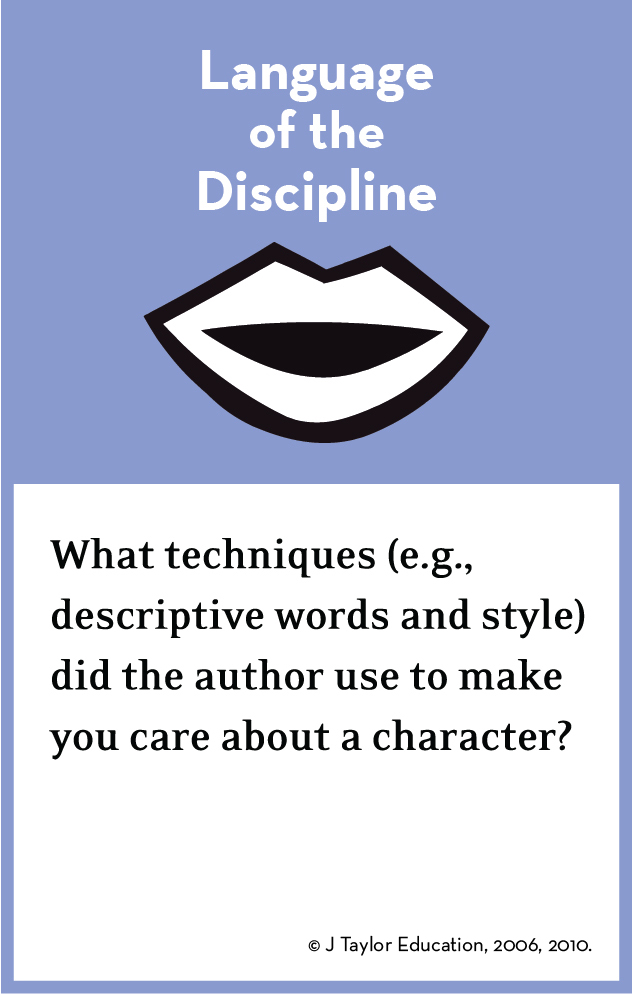 Language
of the
Discipline
What techniques (e.g.,
descriptive words and style)
did the author use to make
you care about a character?
© J Taylor Education, 2006, 2010.